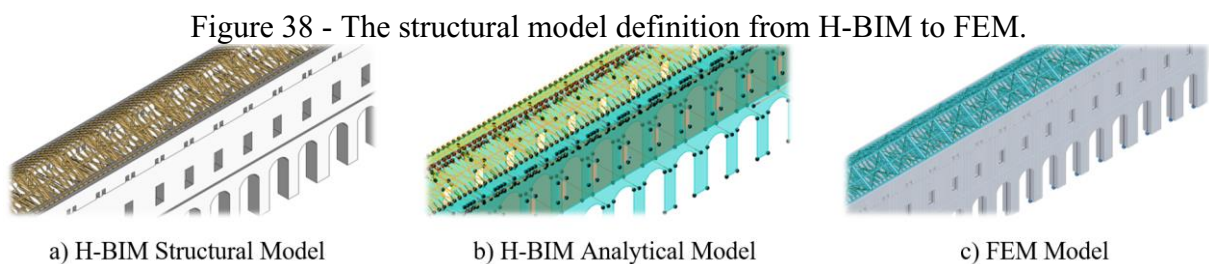 Figure 38 - The structural model definition from H-BIM to FEM.
a) H-BIM Structural Model
b) H-BIM Analytical Model
c) FEM Model